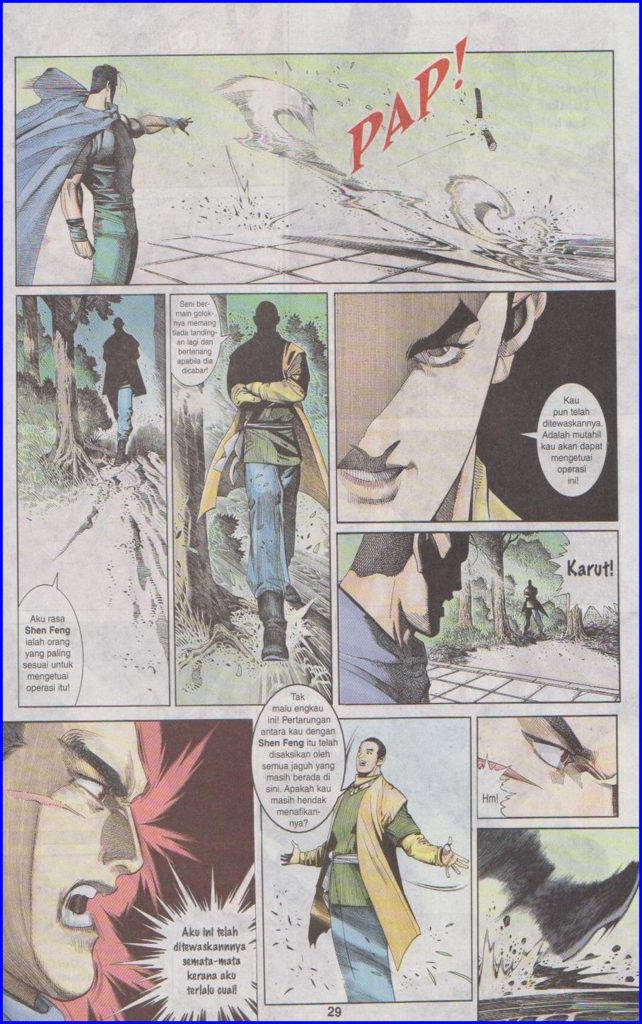 PAP!
Seni ber-
main golok-
nya memang
tiada tanding-
an lagi dan
bertenang
apabila dia
dicabar!
Aku rasa
Shen Feng
ialah orang
yang paling
sesuai untuk
mengetuai
operasi itu!
Kau
pun telah
ditewaskannya.
Adalah mutahil
kau akan dapat
mengetuai
operasi
ini!
Karut!
Aku ini telah
ditewaskannnya
semata-mata
kerana aku
terlalu cuai!
Tak
malu engkau
ini! Pertarungan
antara kau dengan
Shen Feng itu telah
disaksikan oleh
semua jaguh yang
masih berada di
sini. Apakah kau
masih hendak
menafikan-
nya?
Hm!
29